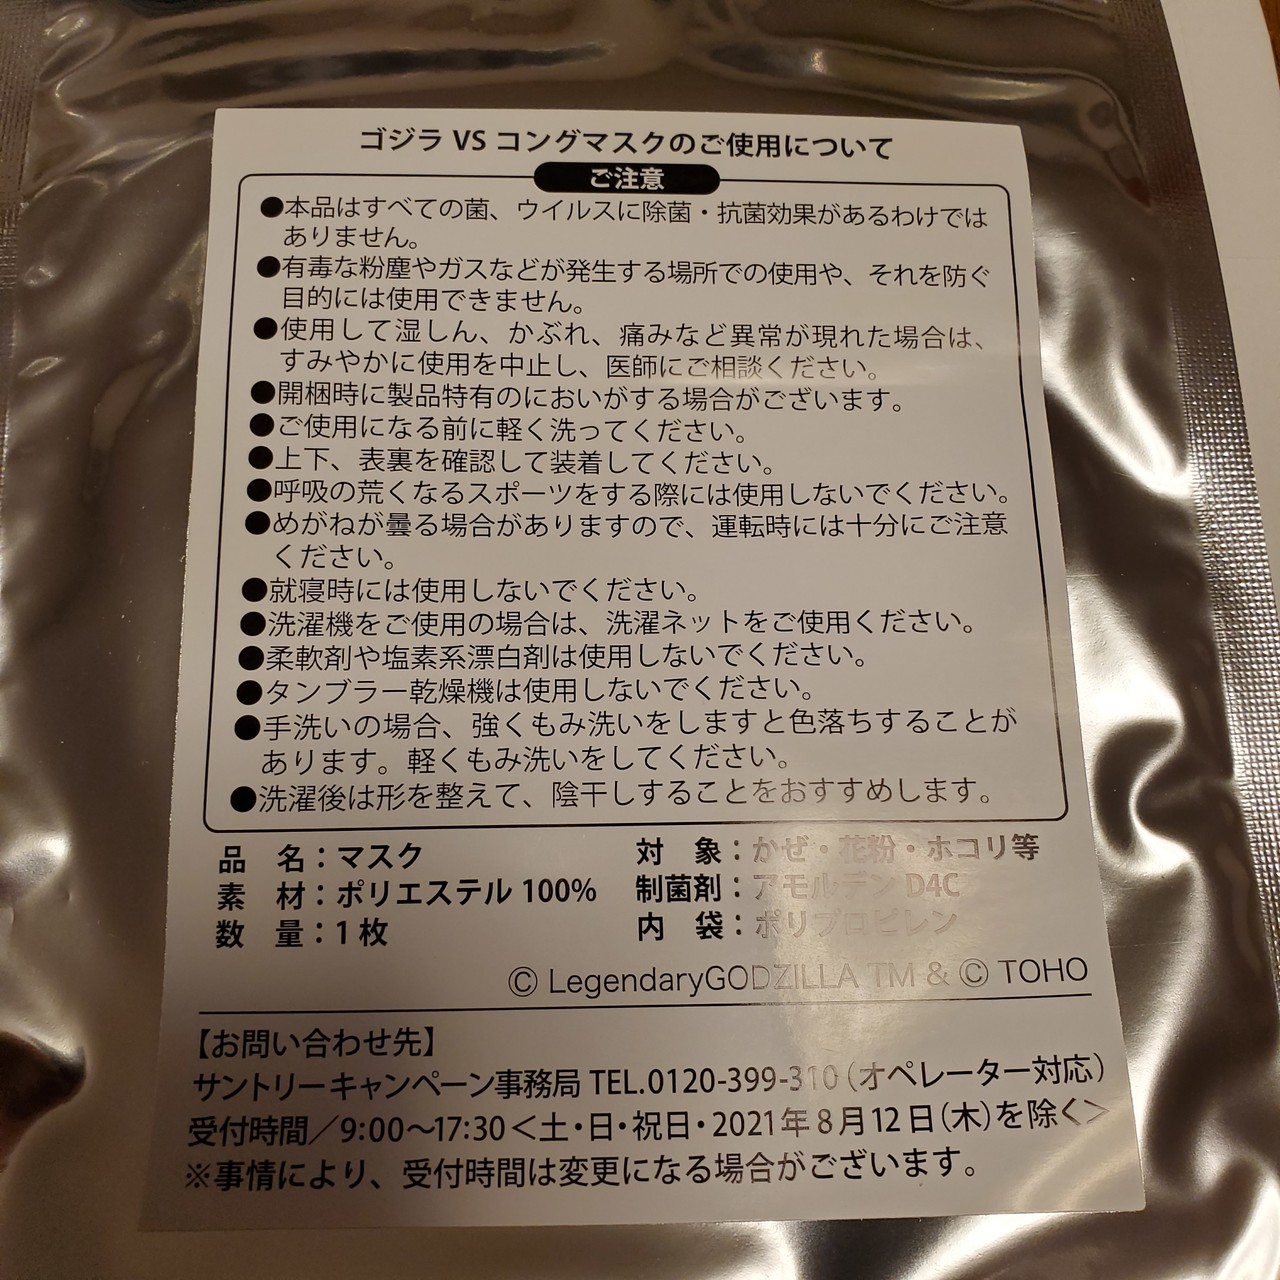 ゴジラ VS コングマスクのご使用について
ご注意
●本品はすべての菌、ウイルスに除菌・抗菌効果があるわけでは
ありません。
●有毒な粉塵やガスなどが発生する場所での使用や、それを防ぐ
目的には使用できません。
●使用して湿しん、かぶれ、痛みなど異常が現れた場合は、
すみやかに使用を中止し、医師にご相談ください。
●開梱時に製品特有のにおいがする場合がございます。
●ご使用になる前に軽く洗ってください。
●上下、表裏を確認して装着してください。
●呼吸の荒くなるスポーツをする際には使用しないでください。
●めがねが曇る場合がありますので、運転時には十分にご注意
ください。
●就寝時には使用しないでください。
●洗濯機をご使用の場合は、洗濯ネットをご使用ください。
●柔軟剤や塩素系漂白剤は使用しないでください。
●タンブラー乾燥機は使用しないでください。
●手洗いの場合、強くもみ洗いをしますと色落ちすることが
あります。軽くもみ洗いをしてください。
●洗濯後は形を整えて、陰干しすることをおすすめします。
品 名：マスク 対 象：かぜ・花粉・ホコリ等
素 材：ポリエステル 100% 制菌剤：アモルデン D4C
数 量：1 枚 内 袋：ポリプロピレン
© LegendaryGODZILLA TM & © TOHO
【お問い合わせ先】
サントリーキャンペーン事務局 TEL.0120-399-310（オペレーター対応）
受付時間／9:00～17:30＜土・日・祝日・2021年8月12日（木）を除く＞
※事情により、受付時間は変更になる場合がございます。